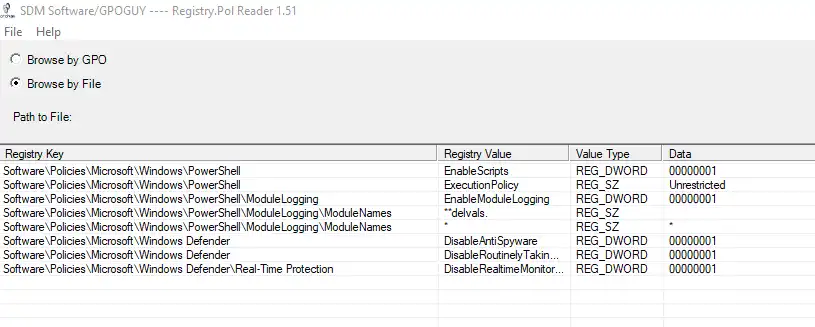 SDM Software/GPOGUY ---- Registry.Pol Reader 1.51
File Help
Browse by GPO
Browse by File
Path to File:
Registry Key Registry Value Value Type Data
Software\Policies\Microsoft\Windows\PowerShell EnableScripts REG_DWORD 00000001
Software\Policies\Microsoft\Windows\PowerShell ExecutionPolicy REG_SZ Unrestricted
Software\Policies\Microsoft\Windows\PowerShell\ModuleLogging EnableModuleLogging REG_DWORD 00000001
Software\Policies\Microsoft\Windows\PowerShell\ModuleLogging\ModuleNames **delvals. REG_SZ
Software\Policies\Microsoft\Windows\PowerShell\ModuleLogging\ModuleNames * REG_SZ *
Software\Policies\Microsoft\Windows Defender DisableAntiSpyware REG_DWORD 00000001
Software\Policies\Microsoft\Windows Defender DisableRoutinelyTakin... REG_DWORD 00000001
Software\Policies\Microsoft\Windows Defender\Real-Time Protection DisableRealtimeMonitor... REG_DWORD 00000001